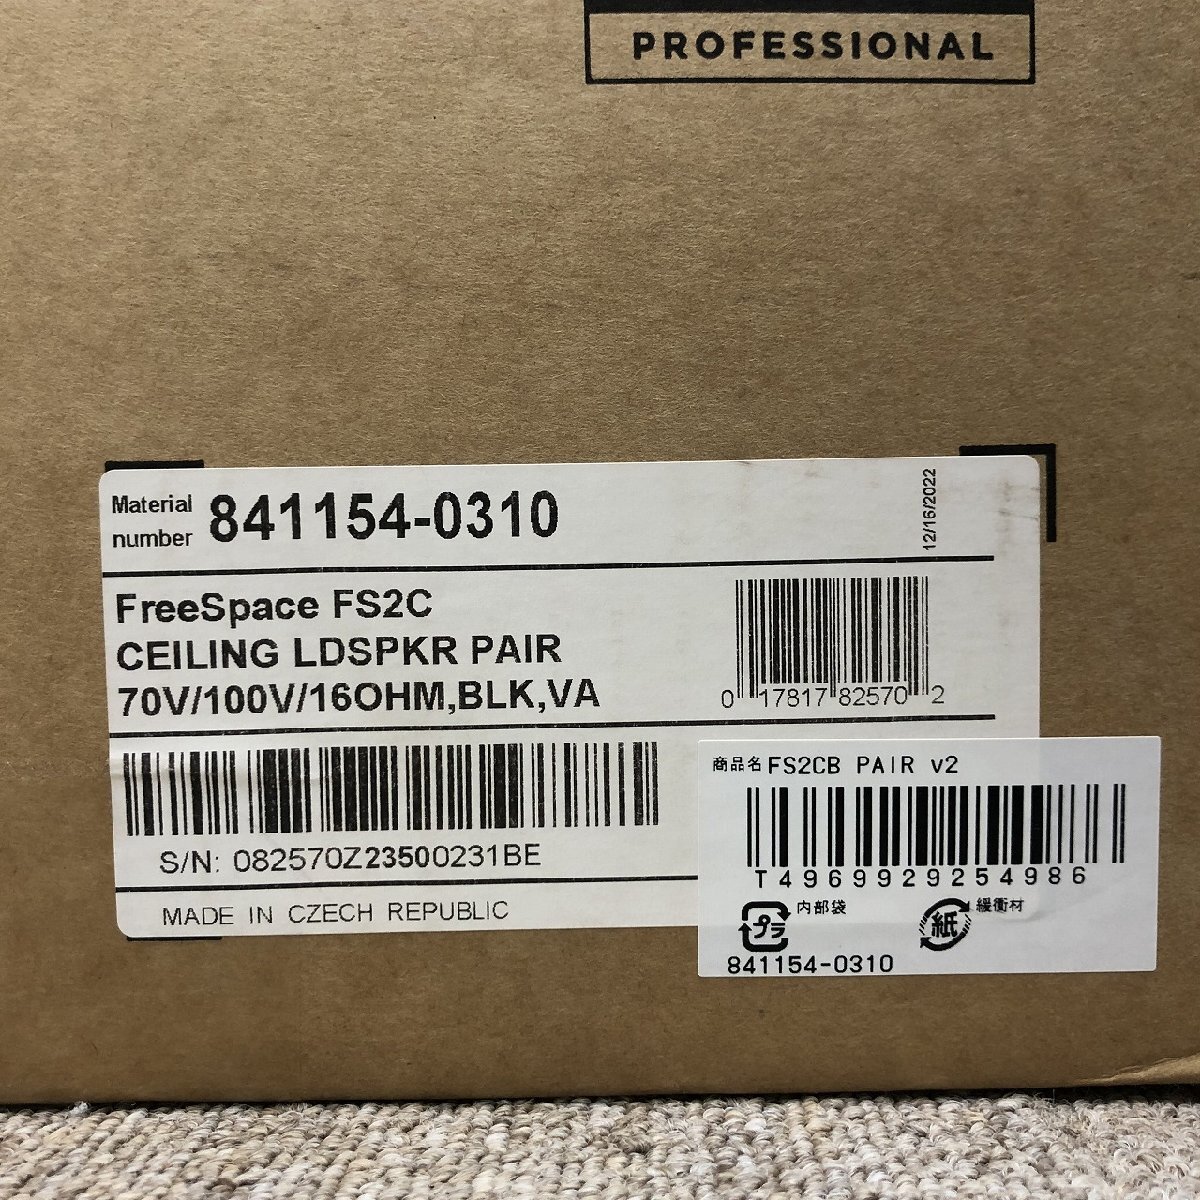 PROFESSIONAL
Material number 841154-0310
12/16/2022
FreeSpace FS2C
CEILING LDSPKR PAIR
70V/100V/16OHM,BLK,VA
0 17817 82570 2
S/N: 082570Z23500231BE
MADE IN CZECH REPUBLIC
商品名 FS2CB PAIR v2
T4969929254986
プラ 内部袋 紙 緩衝材
841154-0310